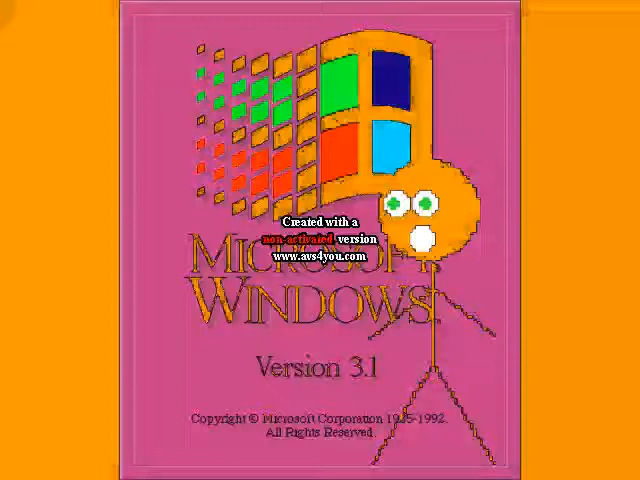 Created with a
non-activated version
www.avs4you.com
MICROSOFT
WINDOWS
Version 3.1
Copyright © Microsoft Corporation 1985-1992.
All Rights Reserved.